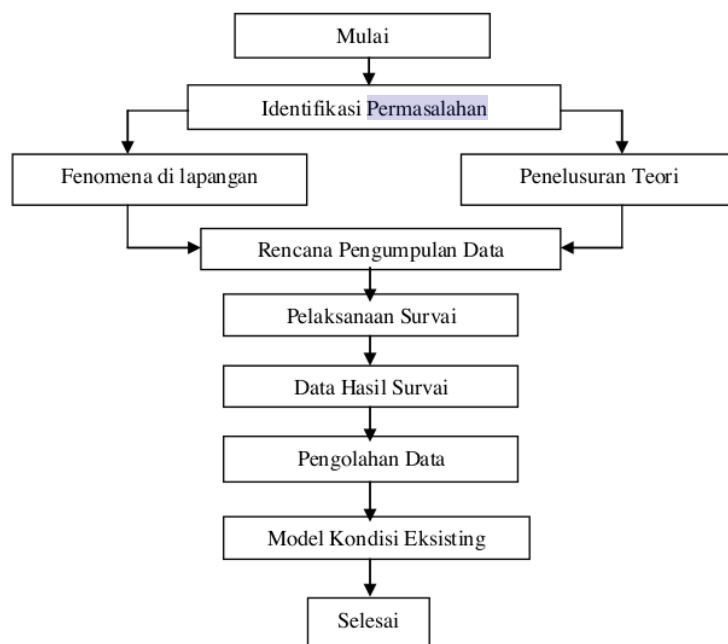 Mulai
Identifikasi Permasalahan
Fenomena di lapangan
Penelusuran Teori
Rencana Pengumpulan Data
Pelaksanaan Survai
Data Hasil Survai
Pengolahan Data
Model Kondisi Eksisting
Selesai